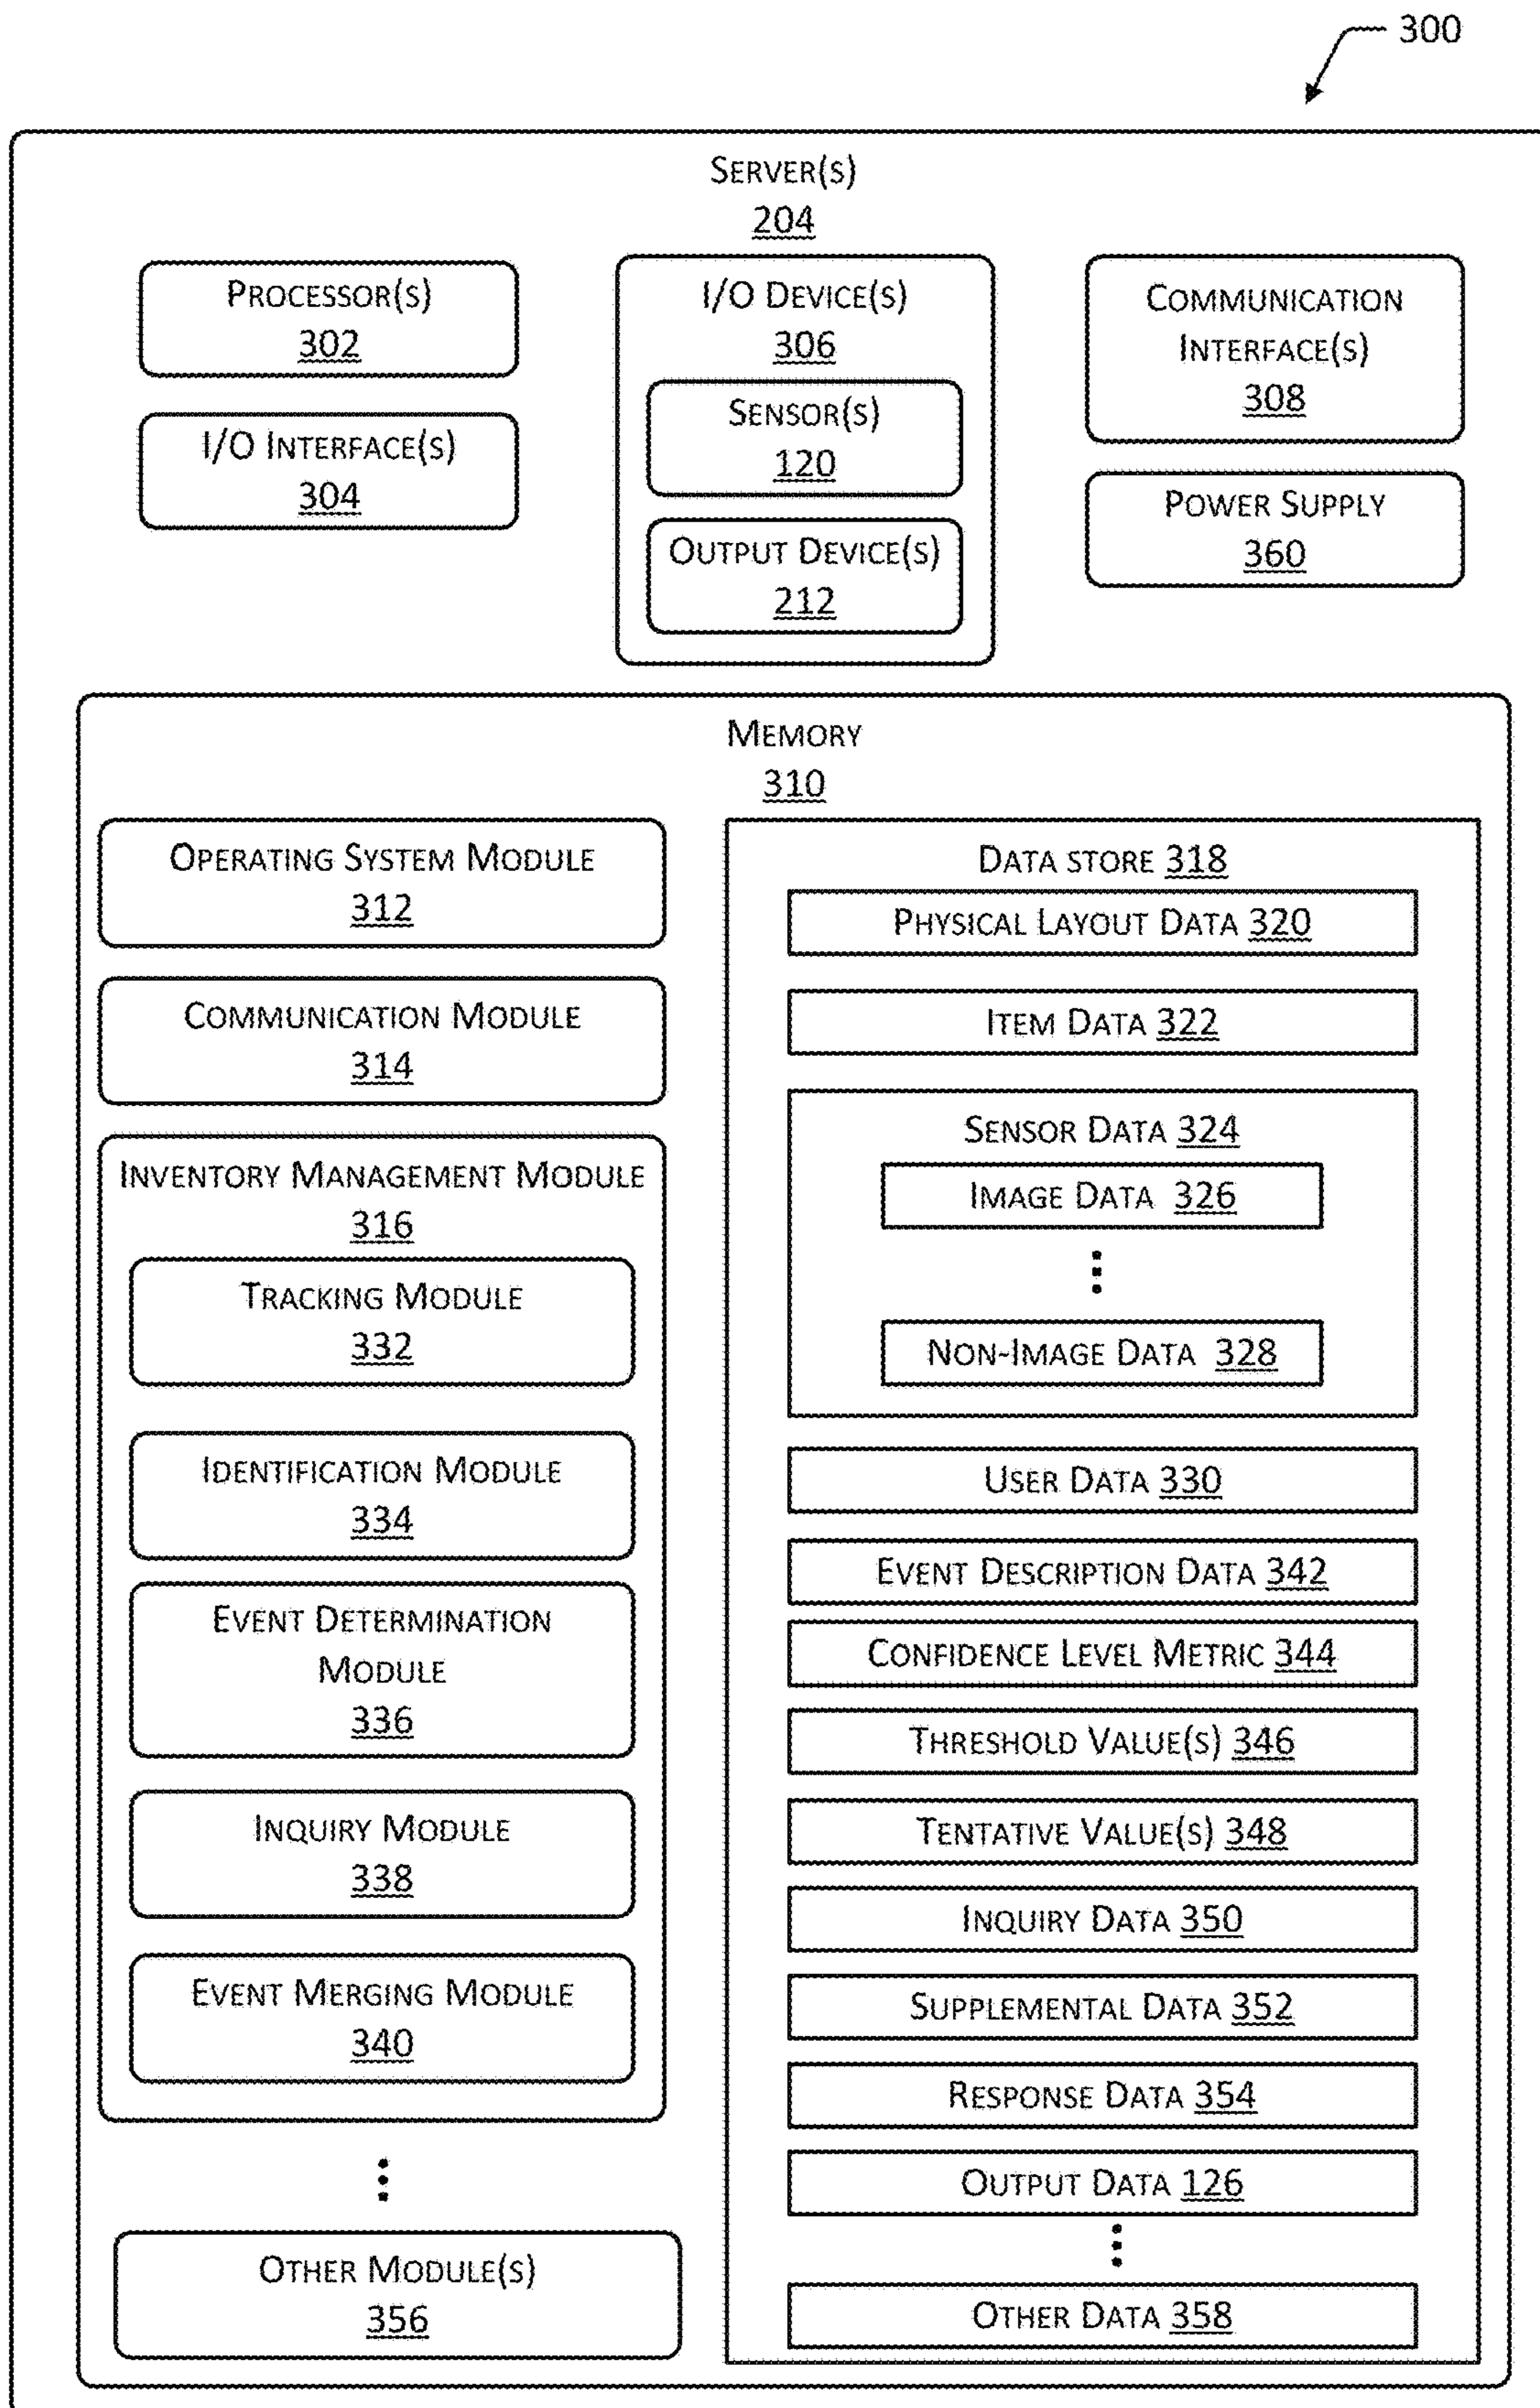 300
SERVER(S)
204
PROCESSOR(S)
302
I/O INTERFACE(S)
304
I/O DEVICE(S)
306
SENSOR(S)
120
OUTPUT DEVICE(S)
212
COMMUNICATION
INTERFACE(S)
308
POWER SUPPLY
360
MEMORY
310
OPERATING SYSTEM MODULE
312
COMMUNICATION MODULE
314
INVENTORY MANAGEMENT MODULE
316
TRACKING MODULE
332
IDENTIFICATION MODULE
334
EVENT DETERMINATION
MODULE
336
INQUIRY MODULE
338
EVENT MERGING MODULE
340
OTHER MODULE(S)
356
DATA STORE 318
PHYSICAL LAYOUT DATA 320
ITEM DATA 322
SENSOR DATA 324
IMAGE DATA 326
NON-IMAGE DATA 328
USER DATA 330
EVENT DESCRIPTION DATA 342
CONFIDENCE LEVEL METRIC 344
THRESHOLD VALUE(S) 346
TENTATIVE VALUE(S) 348
INQUIRY DATA 350
SUPPLEMENTAL DATA 352
RESPONSE DATA 354
OUTPUT DATA 126
OTHER DATA 358